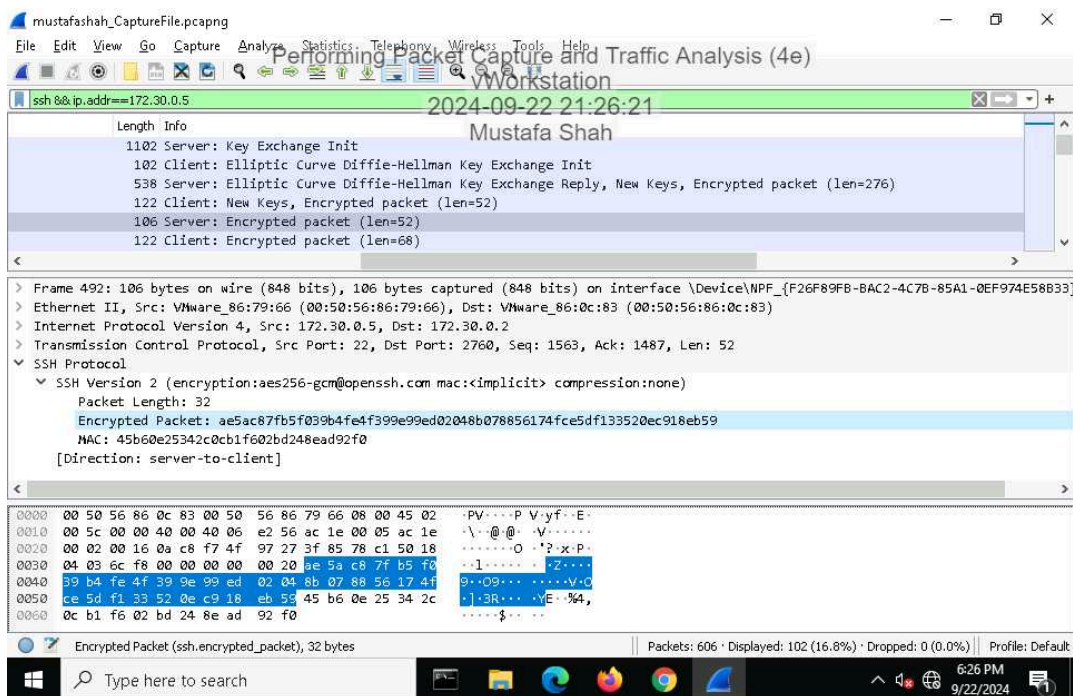 mustafashah_CaptureFile.pcapng
File Edit View Go Capture Analyze Statistics Telephony Wireless Tools Help
Performing Packet Capture and Traffic Analysis (4e)
vWorkstation
2024-09-22 21:26:21
Mustafa Shah
ssh && ip.addr==172.30.0.5
Length Info
1102 Server: Key Exchange Init
102 Client: Elliptic Curve Diffie-Hellman Key Exchange Init
538 Server: Elliptic Curve Diffie-Hellman Key Exchange Reply, New Keys, Encrypted packet (len=276)
122 Client: New Keys, Encrypted packet (len=52)
106 Server: Encrypted packet (len=52)
122 Client: Encrypted packet (len=68)
> Frame 492: 106 bytes on wire (848 bits), 106 bytes captured (848 bits) on interface \Device\NPF_{F26F89FB-BAC2-4C7B-85A1-0EF974E58B33}
> Ethernet II, Src: VMware_86:79:66 (00:50:56:86:79:66), Dst: VMware_86:0c:83 (00:50:56:86:0c:83)
> Internet Protocol Version 4, Src: 172.30.0.5, Dst: 172.30.0.2
> Transmission Control Protocol, Src Port: 22, Dst Port: 2760, Seq: 1563, Ack: 1487, Len: 52
SSH Protocol
SSH Version 2 (encryption:aes256-gcm@openssh.com mac:<implicit> compression:none)
Packet Length: 32
Encrypted Packet: ae5ac87fb5f039b4fe4f399e99ed02048b078856174fce5df133520ec918eb59
MAC: 45b60e25342c0cb1f602bd248ead92f0
[Direction: server-to-client]
0000 00 50 56 86 0c 83 00 50 56 86 79 66 08 00 45 02 ·PV····P V·yf··E·
0010 00 5c 00 00 40 00 40 06 e2 56 ac 1e 00 05 ac 1e ·\··@·@· ·V······
0020 00 02 00 16 0a c8 f7 4f 97 27 3f 85 78 c1 50 18 ·······O ·'?·x·P·
0030 04 03 6c f8 00 00 00 00 00 20 ae 5a c8 7f b5 f0 ··l····· · ·Z····
0040 39 b4 fe 4f 39 9e 99 ed 02 04 8b 07 88 56 17 4f 9··O9··· ·····V·O
0050 ce 5d f1 33 52 0e c9 18 eb 59 45 b6 0e 25 34 2c ·]·3R··· ·YE··%4,
0060 0c b1 f6 02 bd 24 8e ad 92 f0 ·····$·· ··
Encrypted Packet (ssh.encrypted_packet), 32 bytes
Packets: 606 · Displayed: 102 (16.8%) · Dropped: 0 (0.0%)
Profile: Default
Type here to search
6:26 PM
9/22/2024